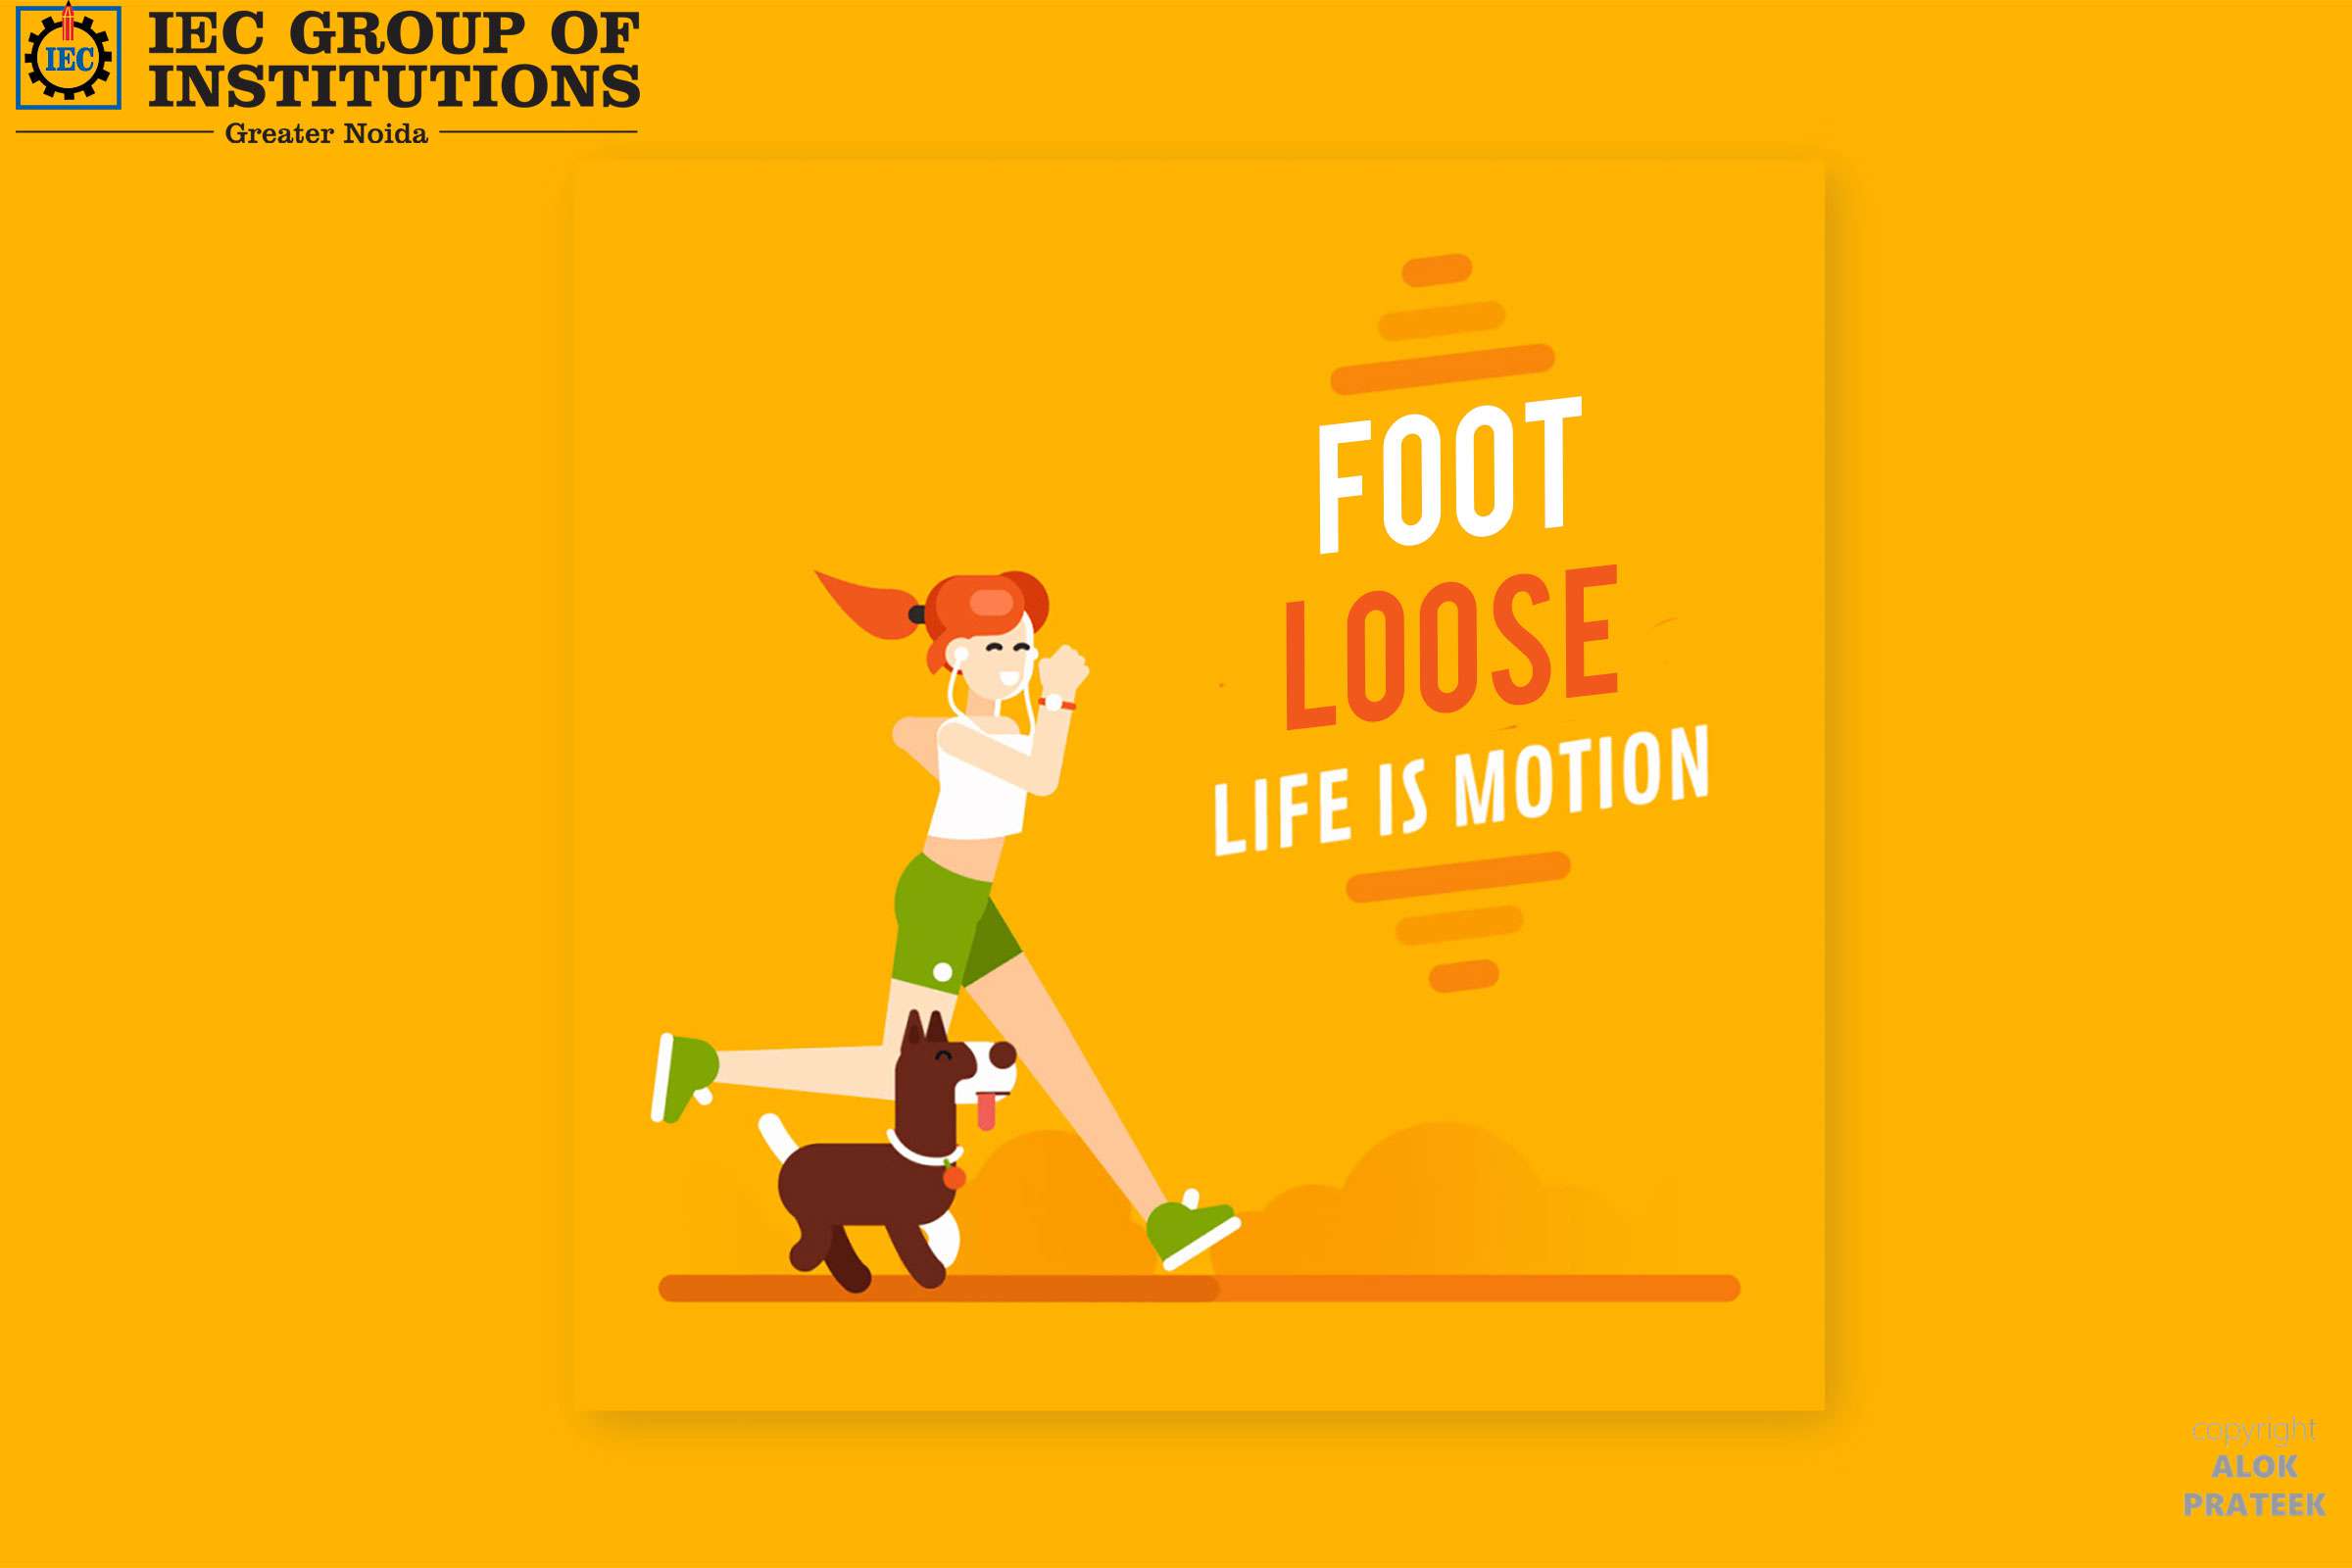 IEC
IEC GROUP OF
INSTITUTIONS
Greater Noida
FOOT
LOOSE
LIFE IS MOTION
copyright
ALOK
PRATEEK